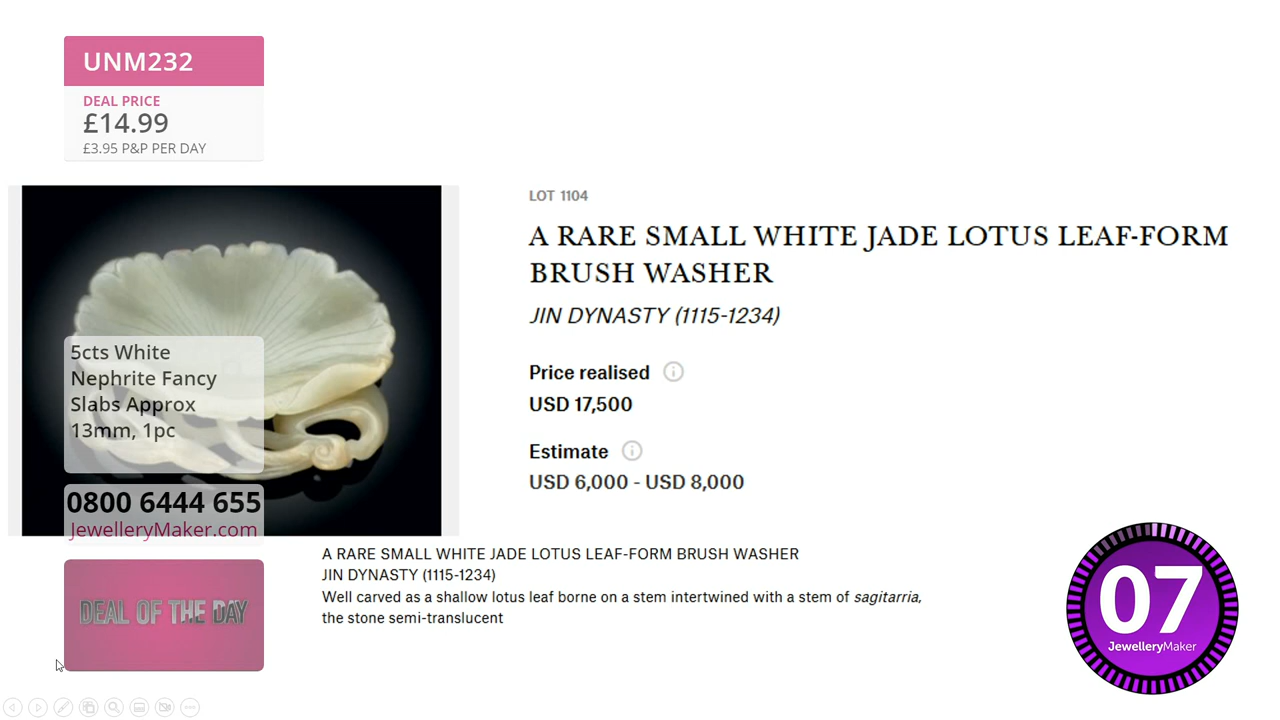 UNM232
DEAL PRICE
£14.99
£3.95 P&P PER DAY
LOT 1104
A RARE SMALL WHITE JADE LOTUS LEAF-FORM
BRUSH WASHER
JIN DYNASTY (1115-1234)
Price realised
USD 17,500
Estimate
USD 6,000 - USD 8,000
5cts White
Nephrite Fancy
Slabs Approx
13mm, 1pc
0800 6444 655
JewelleryMaker.com
DEAL OF THE DAY
A RARE SMALL WHITE JADE LOTUS LEAF-FORM BRUSH WASHER
JIN DYNASTY (1115-1234)
Well carved as a shallow lotus leaf borne on a stem intertwined with a stem of sagitarria,
the stone semi-translucent
07
JewelleryMaker